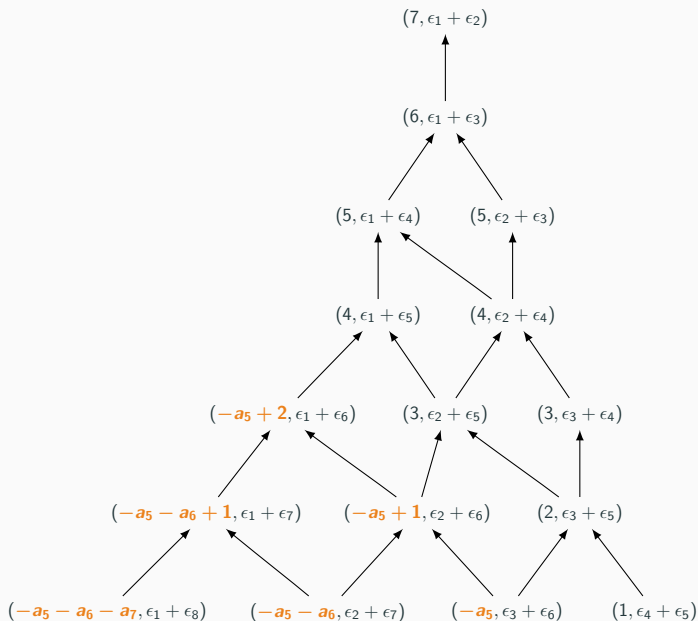 (7, ϵ₁ + ϵ₂)
(6, ϵ₁ + ϵ₃)
(5, ϵ₁ + ϵ₄) (5, ϵ₂ + ϵ₃)
(4, ϵ₁ + ϵ₅) (4, ϵ₂ + ϵ₄)
(−a₅ + 2, ϵ₁ + ϵ₆) (3, ϵ₂ + ϵ₅) (3, ϵ₃ + ϵ₄)
(−a₅ − a₆ + 1, ϵ₁ + ϵ₇) (−a₅ + 1, ϵ₂ + ϵ₆) (2, ϵ₃ + ϵ₅)
(−a₅ − a₆ − a₇, ϵ₁ + ϵ₈) (−a₅ − a₆, ϵ₂ + ϵ₇) (−a₅, ϵ₃ + ϵ₆) (1, ϵ₄ + ϵ₅)